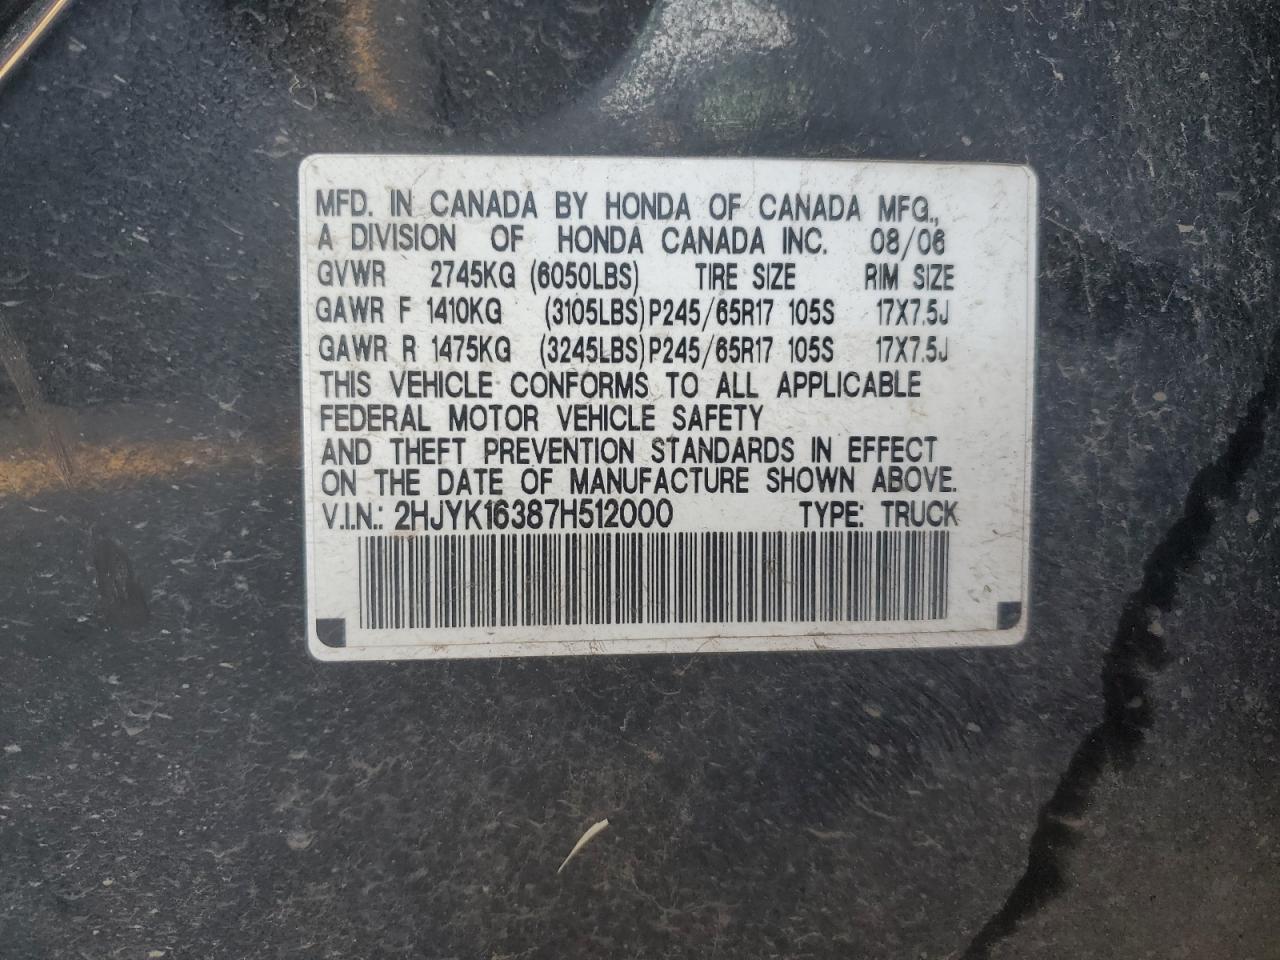 MFD. IN CANADA BY HONDA OF CANADA MFG.,
A DIVISION OF HONDA CANADA INC. 08/06
GVWR 2745KG (6050LBS) TIRE SIZE RIM SIZE
GAWR F 1410KG (3105LBS) P245/65R17 105S 17X7.5J
GAWR R 1475KG (3245LBS) P245/65R17 105S 17X7.5J
THIS VEHICLE CONFORMS TO ALL APPLICABLE
FEDERAL MOTOR VEHICLE SAFETY
AND THEFT PREVENTION STANDARDS IN EFFECT
ON THE DATE OF MANUFACTURE SHOWN ABOVE.
V.I.N.: 2HJYK16387H512000 TYPE: TRUCK